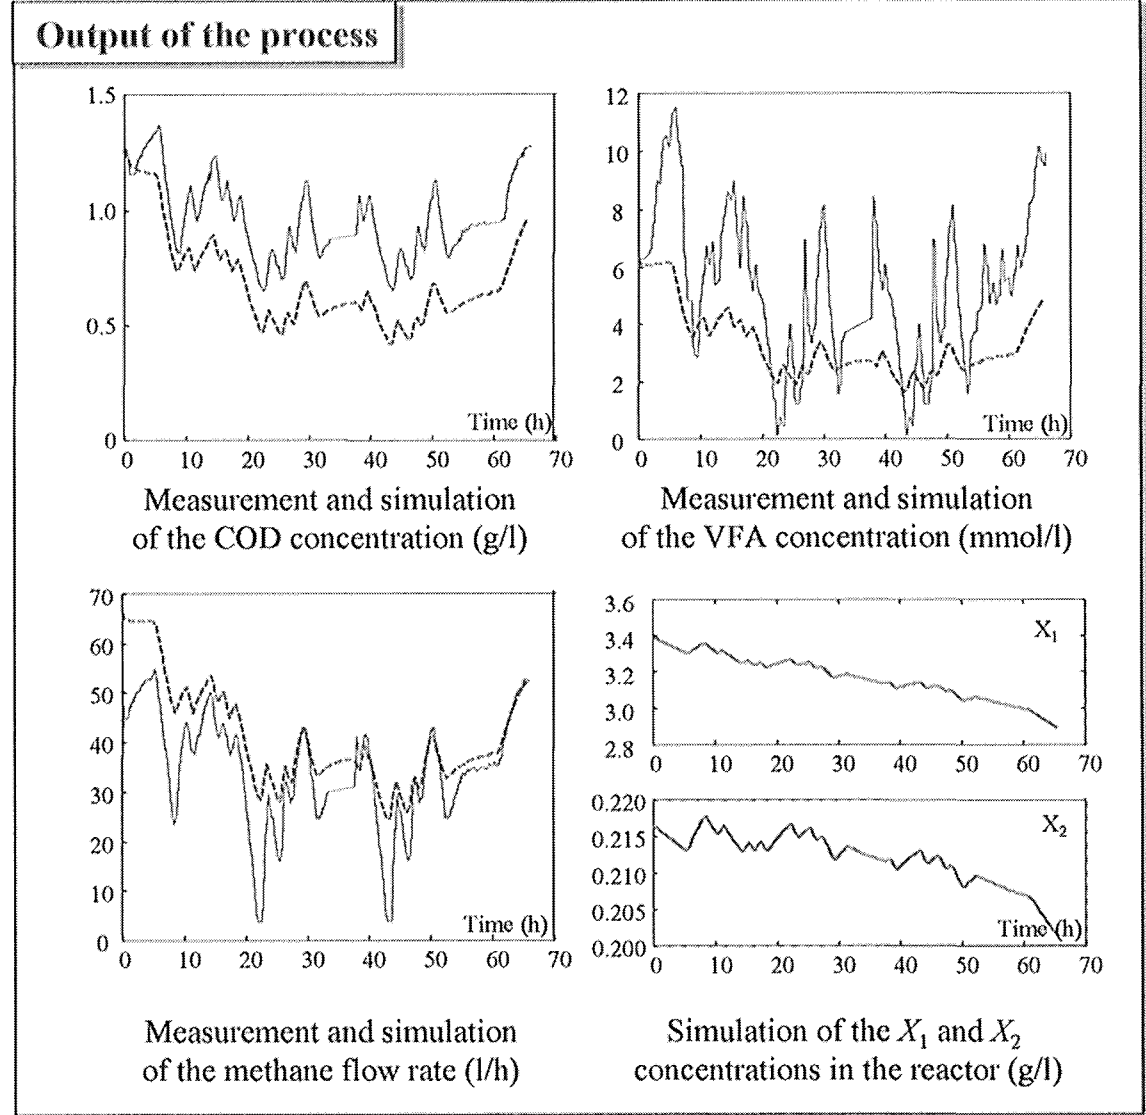 Output of the process
1.5
1.0
0.5
0
Time (h)
0 10 20 30 40 50 60 70
Measurement and simulation
of the COD concentration (g/l)
12
10
8
6
4
2
0
Time (h)
0 10 20 30 40 50 60 70
Measurement and simulation
of the VFA concentration (mmol/l)
70
60
50
40
30
20
10
0
Time (h)
0 10 20 30 40 50 60 70
Measurement and simulation
of the methane flow rate (l/h)
3.6
3.4
3.2
3.0
2.8
X₁
0 10 20 30 40 50 60 70
0.220
0.215
0.210
0.205
0.200
X₂
Time (h)
0 10 20 30 40 50 60 70
Simulation of the X₁ and X₂
concentrations in the reactor (g/l)